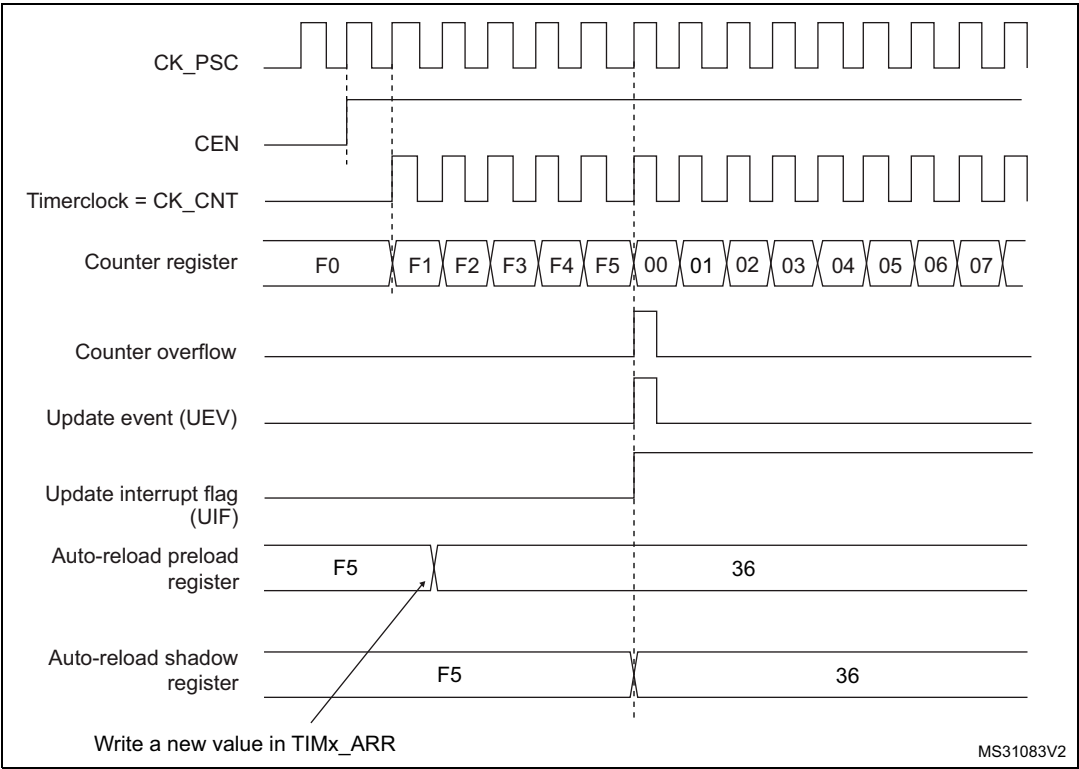 CK_PSC
CEN
Timerclock = CK_CNT
Counter register
F0 F1 F2 F3 F4 F5 00 01 02 03 04 05 06 07
Counter overflow
Update event (UEV)
Update interrupt flag
(UIF)
Auto-reload preload
register
F5 36
Auto-reload shadow
register
F5 36
Write a new value in TIMx_ARR
MS31083V2